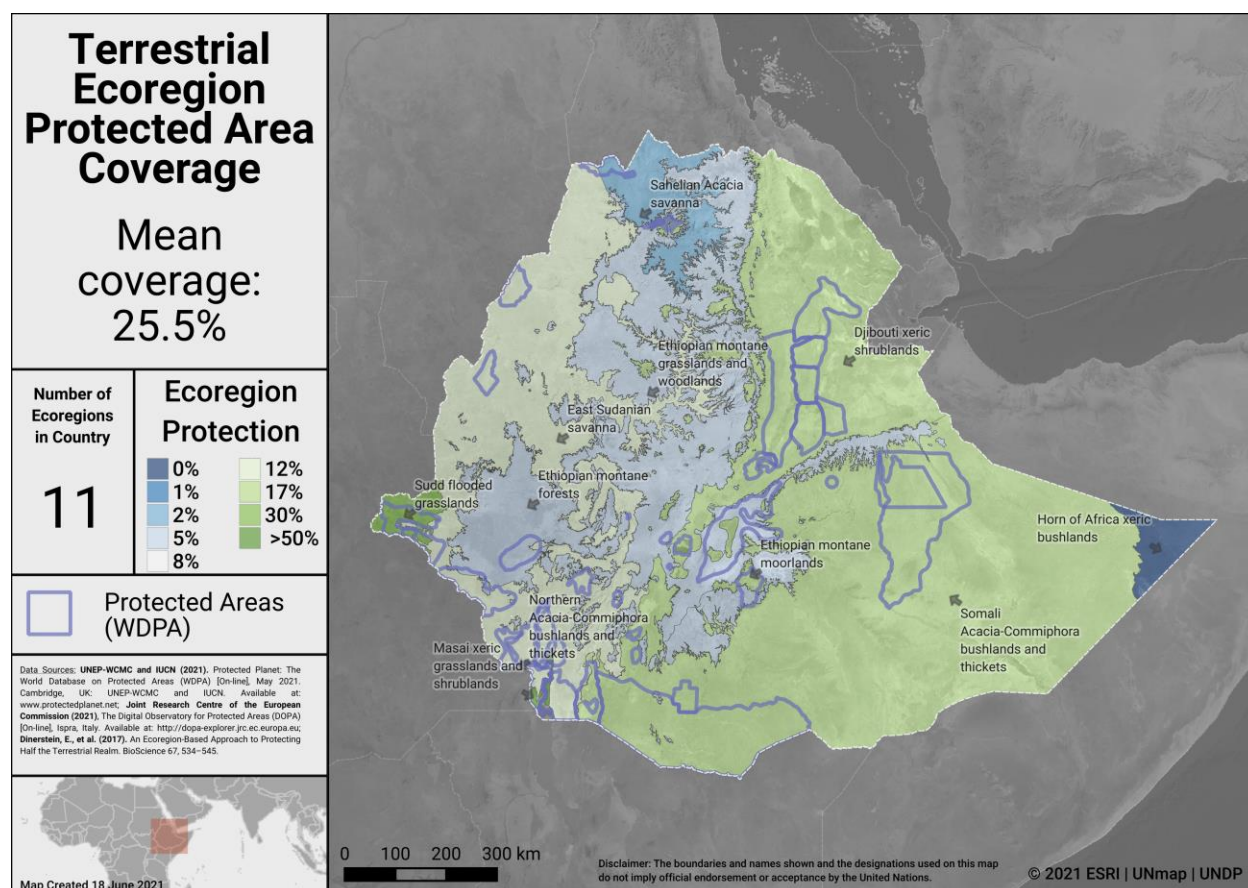 Terrestrial
Ecoregion
Protected Area
Coverage
Mean
coverage:
25.5%
Number of
Ecoregions
in Country
11
Ecoregion
Protection
0%
1%
2%
5%
8%
12%
17%
30%
>50%
Protected Areas
(WDPA)
Data Sources: UNEP-WCMC and IUCN (2021). Protected Planet: The
World Database on Protected Areas (WDPA) [On-line], May 2021.
Cambridge, UK: UNEP-WCMC and IUCN. Available at:
www.protectedplanet.net; Joint Research Centre of the European
Commission (2021), The Digital Observatory for Protected Areas (DOPA)
[On-line], Ispra, Italy. Available at: http://dopa-explorer.jrc.ec.europa.eu;
Dinerstein, E., et al. (2017). An Ecoregion-Based Approach to Protecting
Half the Terrestrial Realm. BioScience 67, 534–545.
Map Created 18 June 2021
Sahelian Acacia
savanna
Djibouti xeric
shrublands
Ethiopian montane
grasslands and
woodlands
East Sudanian
savanna
Ethiopian montane
forests
Sudd flooded
grasslands
Horn of Africa xeric
bushlands
Ethiopian montane
moorlands
Northern
Acacia-Commiphora
bushlands and
thickets
Masai xeric
grasslands and
shrublands
Somali
Acacia-Commiphora
bushlands and
thickets
0 100 200 300 km
Disclaimer: The boundaries and names shown and the designations used on this map
do not imply official endorsement or acceptance by the United Nations.
© 2021 ESRI | UNmap | UNDP